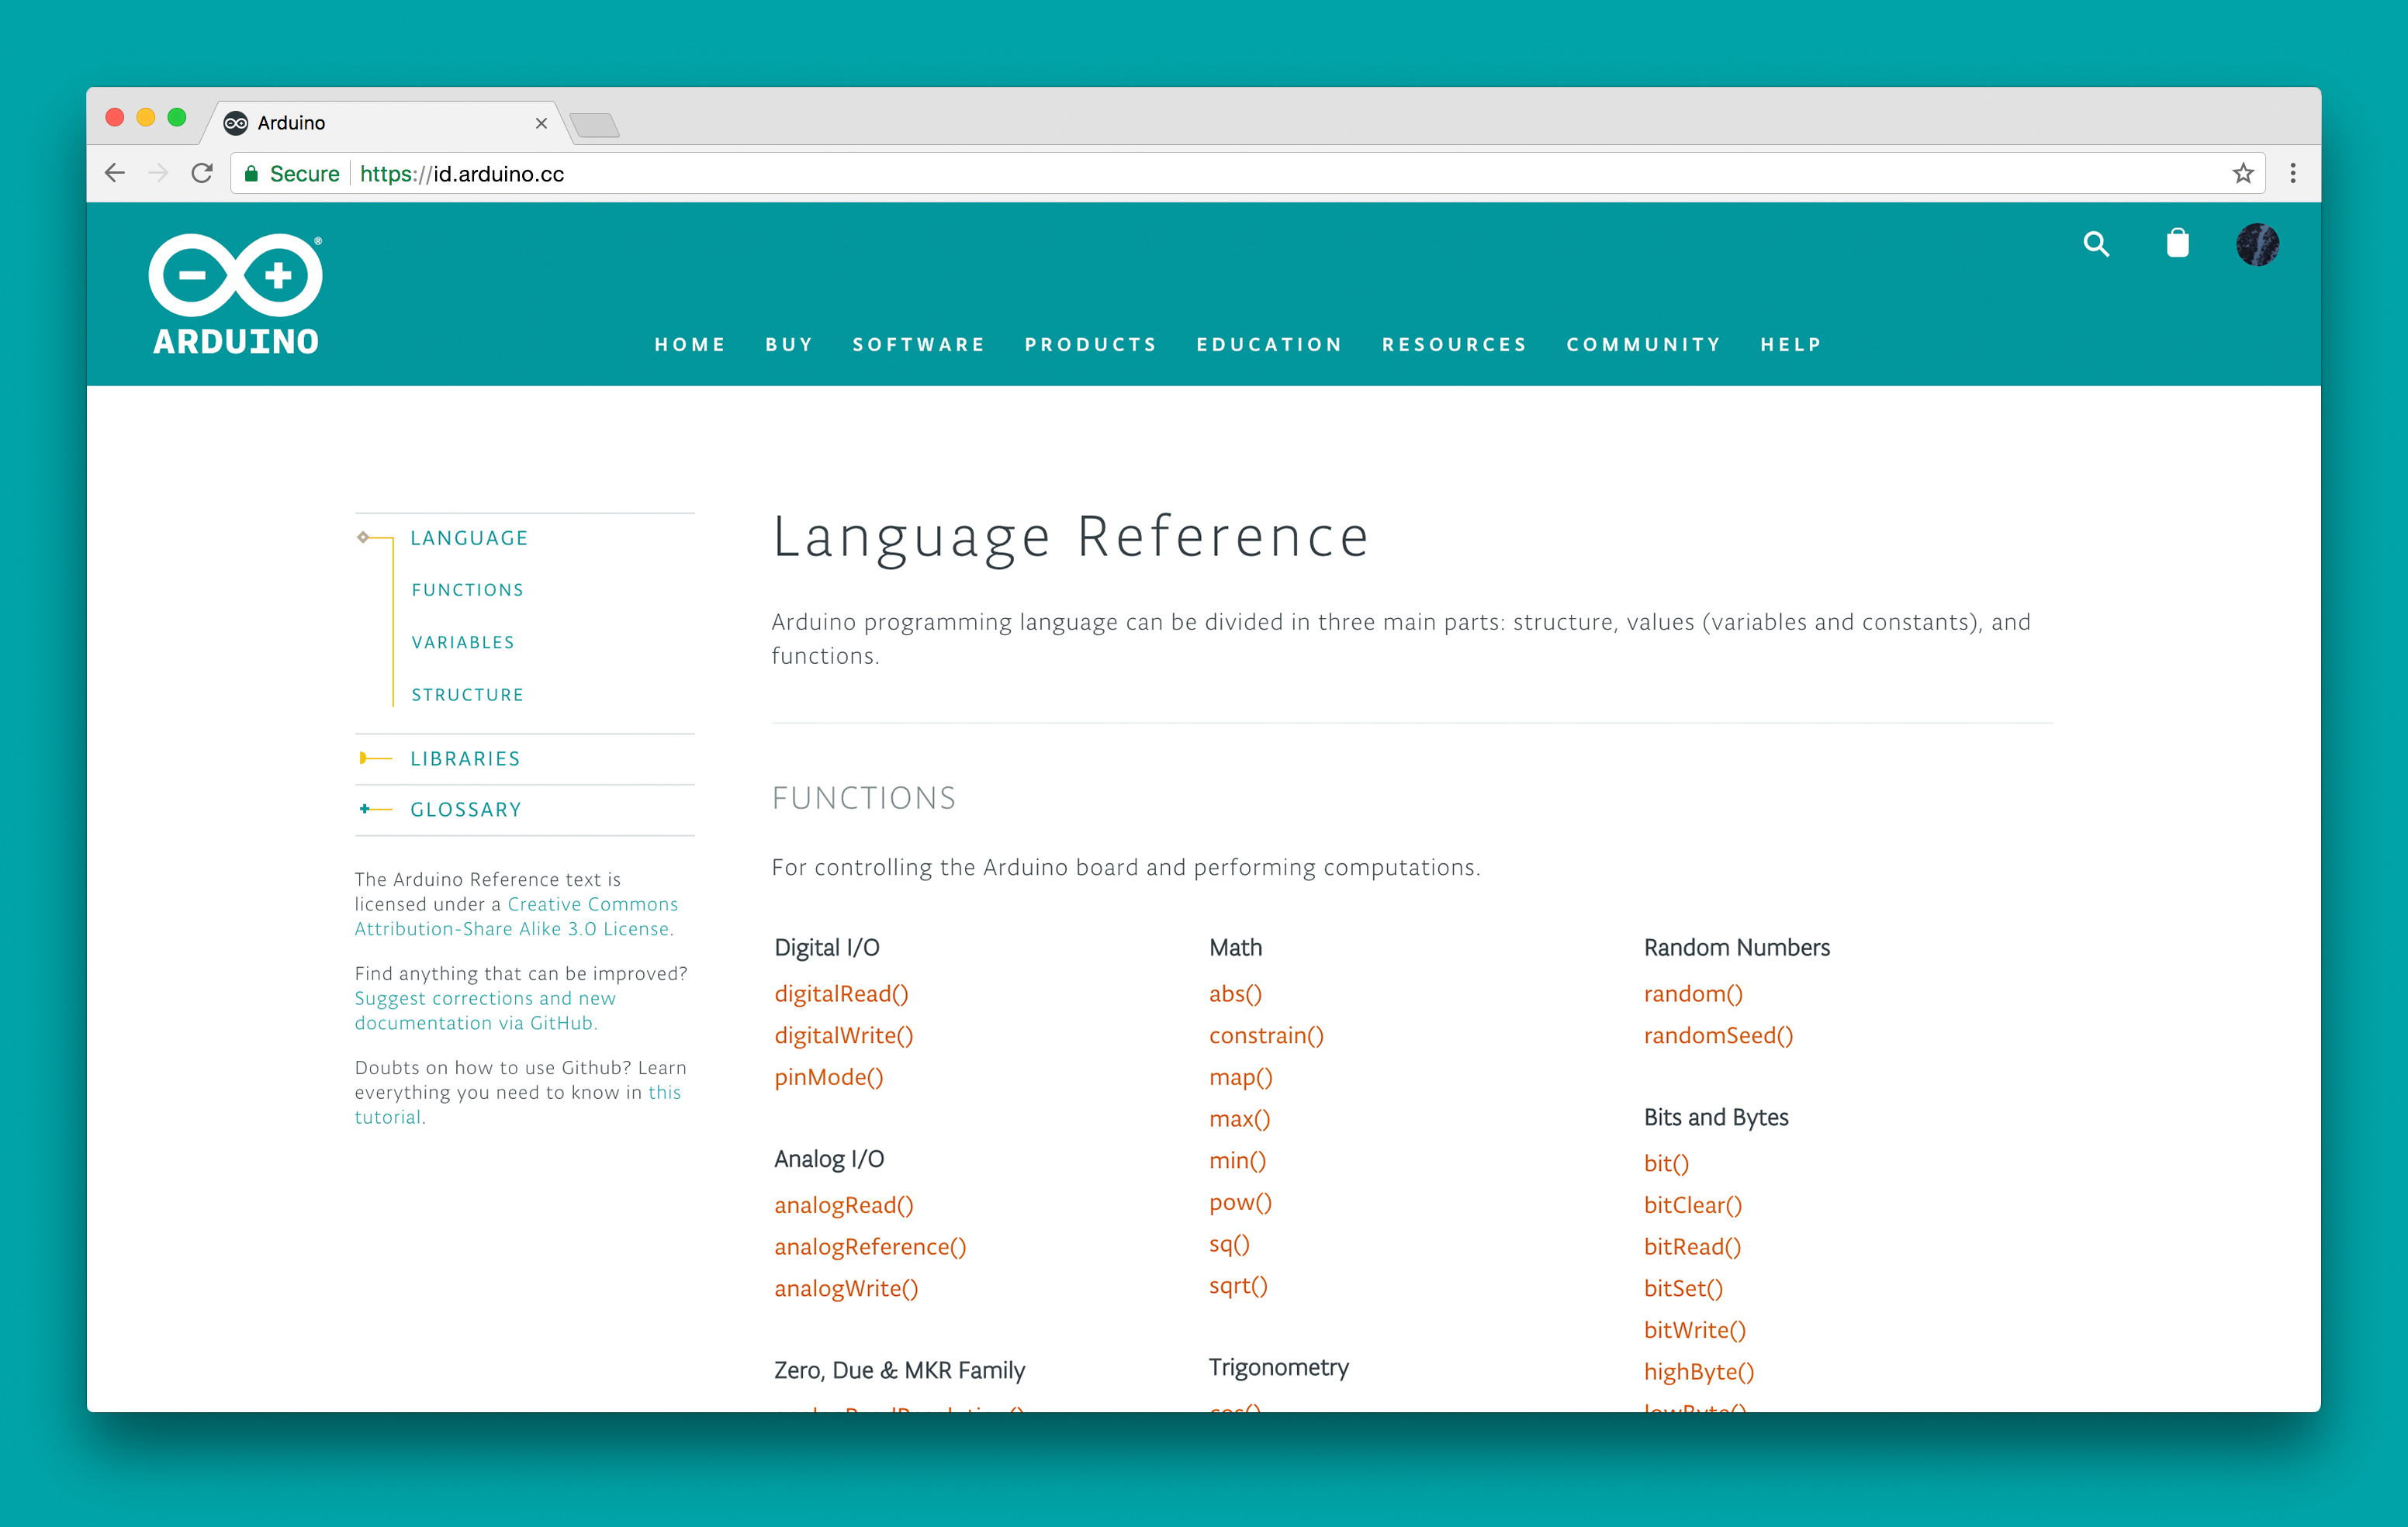 Arduino
Secure https://id.arduino.cc
ARDUINO
HOME BUY SOFTWARE PRODUCTS EDUCATION RESOURCES COMMUNITY HELP
LANGUAGE
FUNCTIONS
VARIABLES
STRUCTURE
LIBRARIES
GLOSSARY
The Arduino Reference text is
licensed under a Creative Commons
Attribution-Share Alike 3.0 License.
Find anything that can be improved?
Suggest corrections and new
documentation via GitHub.
Doubts on how to use Github? Learn
everything you need to know in this
tutorial.
Language Reference
Arduino programming language can be divided in three main parts: structure, values (variables and constants), and
functions.
FUNCTIONS
For controlling the Arduino board and performing computations.
Digital I/O
digitalRead()
digitalWrite()
pinMode()
Analog I/O
analogRead()
analogReference()
analogWrite()
Zero, Due & MKR Family
Math
abs()
constrain()
map()
max()
min()
pow()
sq()
sqrt()
Trigonometry
cos()
Random Numbers
random()
randomSeed()
Bits and Bytes
bit()
bitClear()
bitRead()
bitSet()
bitWrite()
highByte()
lowByte()